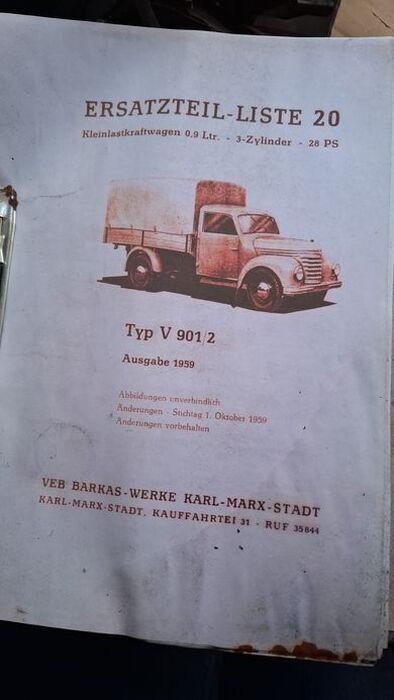 ERSATZTEIL-LISTE 20
Kleinlastkraftwagen 0,9 Ltr. - 3-Zylinder - 28 PS
Typ V 901/2
Ausgabe 1959
Abbildungen unverbindlich
Änderungen - Stichtag 1. Oktober 1959
Änderungen vorbehalten
VEB BARKAS-WERKE KARL-MARX-STADT
KARL-MARX-STADT, KAUFFAHRTEI 31 - RUF 35844